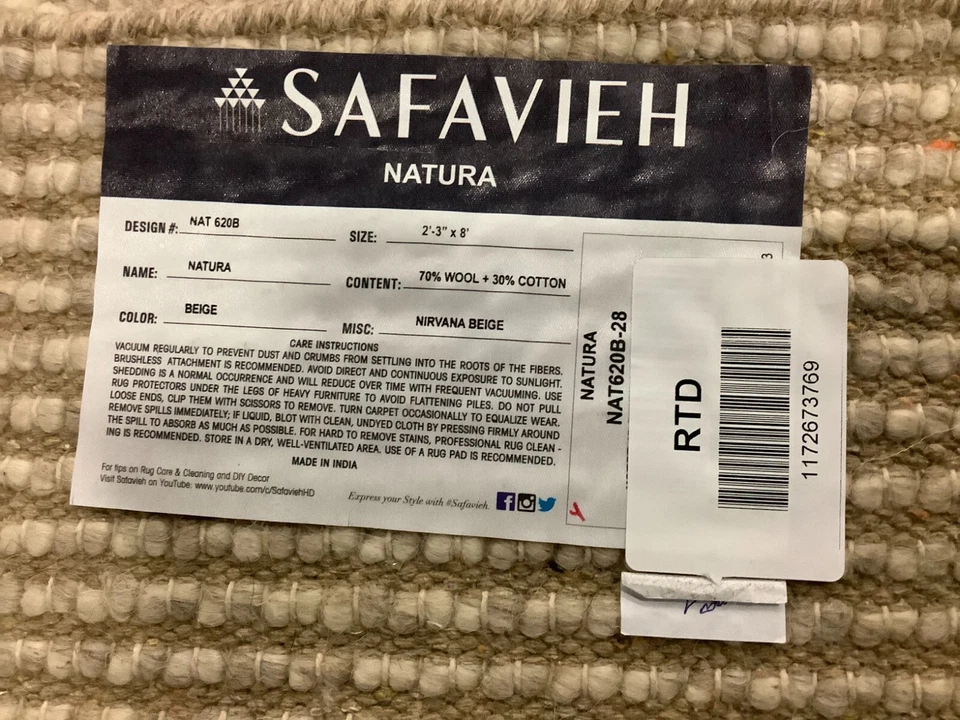 SAFAVIEH
NATURA
DESIGN #: NAT 620B
SIZE: 2'-3" x 8'
NAME: NATURA
CONTENT: 70% WOOL + 30% COTTON
COLOR: BEIGE
MISC: NIRVANA BEIGE
CARE INSTRUCTIONS
VACUUM REGULARLY TO PREVENT DUST AND CRUMBS FROM SETTLING INTO THE ROOTS OF THE FIBERS.
BRUSHLESS ATTACHMENT IS RECOMMENDED. AVOID DIRECT AND CONTINUOUS EXPOSURE TO SUNLIGHT.
SHEDDING IS A NORMAL OCCURRENCE AND WILL REDUCE OVER TIME WITH FREQUENT VACUUMING. USE
RUG PROTECTORS UNDER THE LEGS OF HEAVY FURNITURE TO AVOID FLATTENING PILES. DO NOT PULL
LOOSE ENDS, CLIP THEM WITH SCISSORS TO REMOVE. TURN CARPET OCCASIONALLY TO EQUALIZE WEAR.
REMOVE SPILLS IMMEDIATELY; IF LIQUID, BLOT WITH CLEAN, UNDYED CLOTH BY PRESSING FIRMLY AROUND
THE SPILL TO ABSORB AS MUCH AS POSSIBLE. FOR HARD TO REMOVE STAINS, PROFESSIONAL RUG CLEAN -
ING IS RECOMMENDED. STORE IN A DRY, WELL-VENTILATED AREA. USE OF A RUG PAD IS RECOMMENDED.
MADE IN INDIA
For tips on Rug Care & Cleaning and DIY Decor
Visit Safavieh on YouTube: www.youtube.com/c/SafaviehHD
Express your Style with #Safavieh.
NATURA
NAT620B-28
3
RTD
1172673769